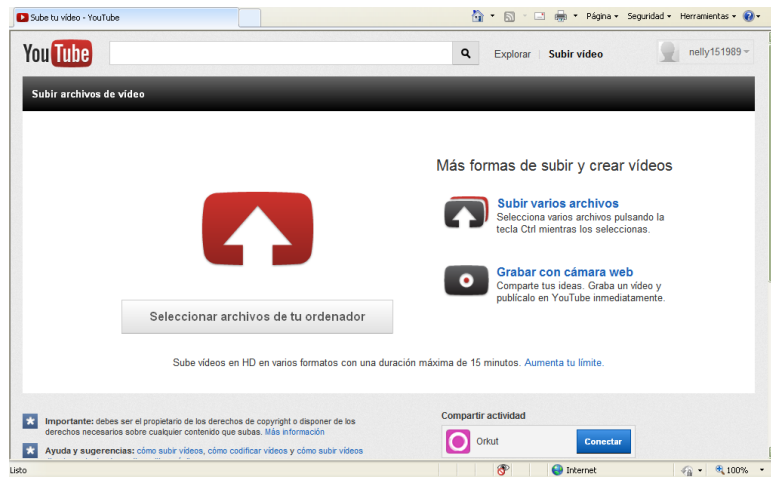 Sube tu vídeo - YouTube
Página
Seguridad
Herramientas
YouTube
Explorar
Subir vídeo
nelly151989
Subir archivos de vídeo
Más formas de subir y crear vídeos
Subir varios archivos
Selecciona varios archivos pulsando la
tecla Ctrl mientras los seleccionas.
Grabar con cámara web
Comparte tus ideas. Graba un vídeo y
publícalo en YouTube inmediatamente.
Seleccionar archivos de tu ordenador
Sube vídeos en HD en varios formatos con una duración máxima de 15 minutos. Aumenta tu límite.
Importante: debes ser el propietario de los derechos de copyright o disponer de los
derechos necesarios sobre cualquier contenido que subas. Más información
Ayuda y sugerencias: cómo subir vídeos, cómo codificar vídeos y cómo subir vídeos
Compartir actividad
Orkut
Conectar
Listo
Internet
100%